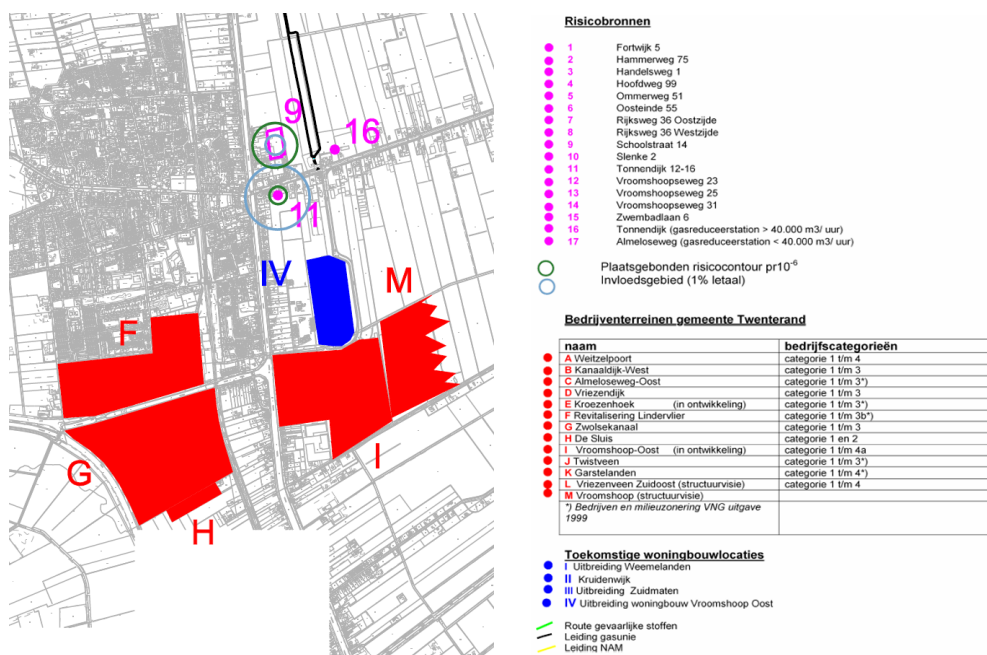 9
16
11
IV
M
F
G
I
H
Risicobronnen
1 Fortwijk 5
2 Hammerweg 75
3 Handelsweg 1
4 Hoofdweg 99
5 Ommerweg 51
6 Oosteinde 55
7 Rijksweg 36 Oostzijde
8 Rijksweg 36 Westzijde
9 Schoolstraat 14
10 Slenke 2
11 Tonnendijk 12-16
12 Vroomshoopseweg 23
13 Vroomshoopseweg 25
14 Vroomshoopseweg 31
15 Zwembadlaan 6
16 Tonnendijk (gasreduceerstation > 40.000 m3/ uur)
17 Almeloseweg (gasreduceerstation < 40.000 m3/ uur)
Plaatsgebonden risicocontour pr10-6
Invloedsgebied (1% letaal)
Bedrijventerreinen gemeente Twenterand
naam bedrijfscategorieën
A Weitzelpoort categorie 1 t/m 4
B Kanaaldijk-West categorie 1 t/m 3
C Almeloseweg-Oost categorie 1 t/m 3*)
D Vriezendijk categorie 1 t/m 3
E Kroezenhoek (in ontwikkeling) categorie 1 t/m 3*)
F Revitalisering Lindervlier categorie 1 t/m 3b*)
G Zwolsekanaal categorie 1 t/m 3
H De Sluis categorie 1 en 2
I Vroomshoop-Oost (in ontwikkeling) categorie 1 t/m 4a
J Twistveen categorie 1 t/m 3*)
K Garstelanden categorie 1 t/m 4*)
L Vriezenveen Zuidoost (structuurvisie) categorie 1 t/m 4
M Vroomshoop (structuurvisie)
*) Bedrijven en milieuzonering VNG uitgave
1999
Toekomstige woningbouwlocaties
I Uitbreiding Weemelanden
II Kruidenwijk
III Uitbreiding Zuidmaten
IV Uitbreiding woningbouw Vroomshoop Oost
Route gevaarlijke stoffen
Leiding gasunie
Leiding NAM